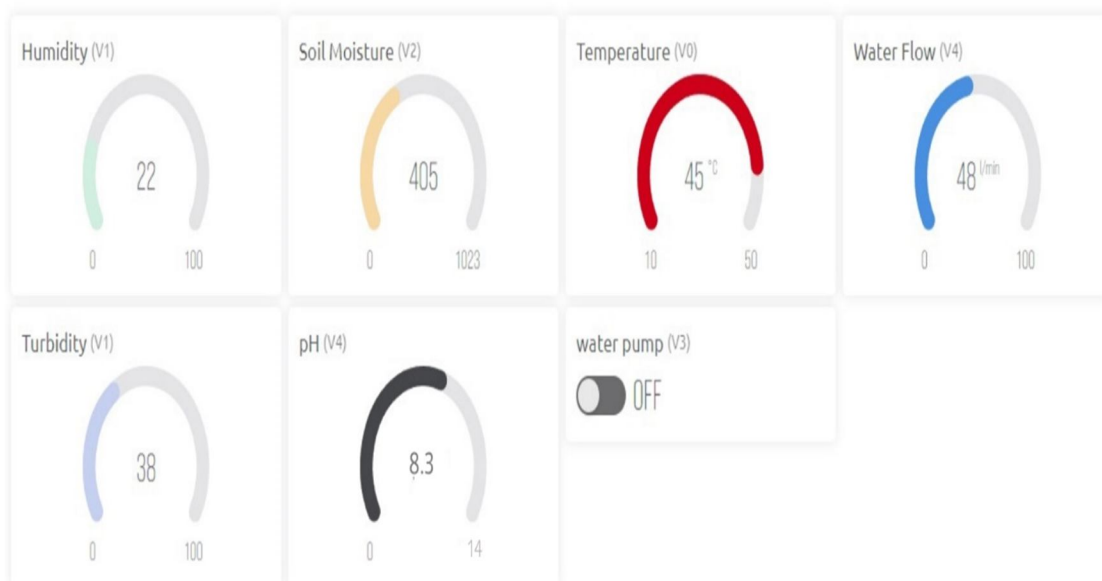 Humidity (V1)
22
0 100
Soil Moisture (V2)
405
0 1023
Temperature (V0)
45 °C
10 50
Water Flow (V4)
48 l/min
0 100
Turbidity (V1)
38
0 100
pH (V4)
8.3
0 14
water pump (V3)
OFF